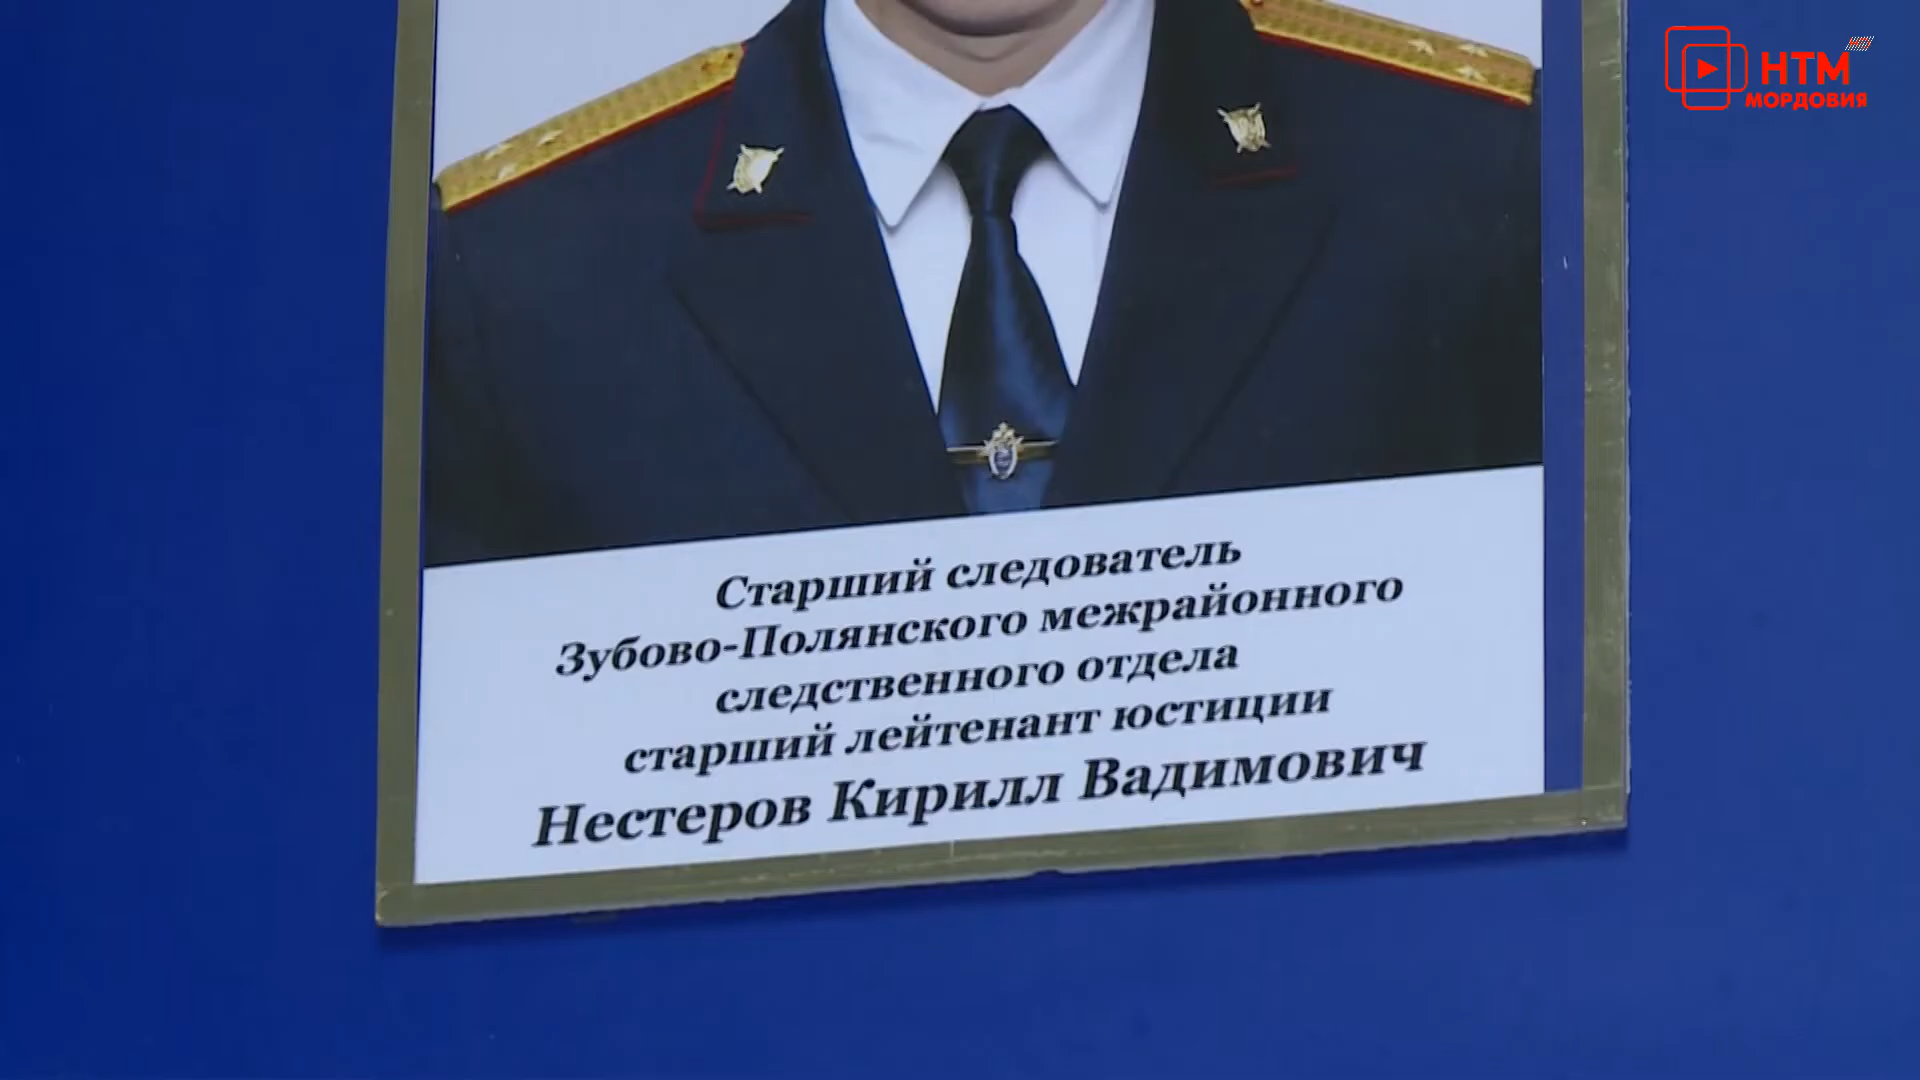 НТМ
МОРДОВИЯ
Старший следователь
Зубово-Полянского межрайонного
следственного отдела
старший лейтенант юстиции
Нестеров Кирилл Вадимович